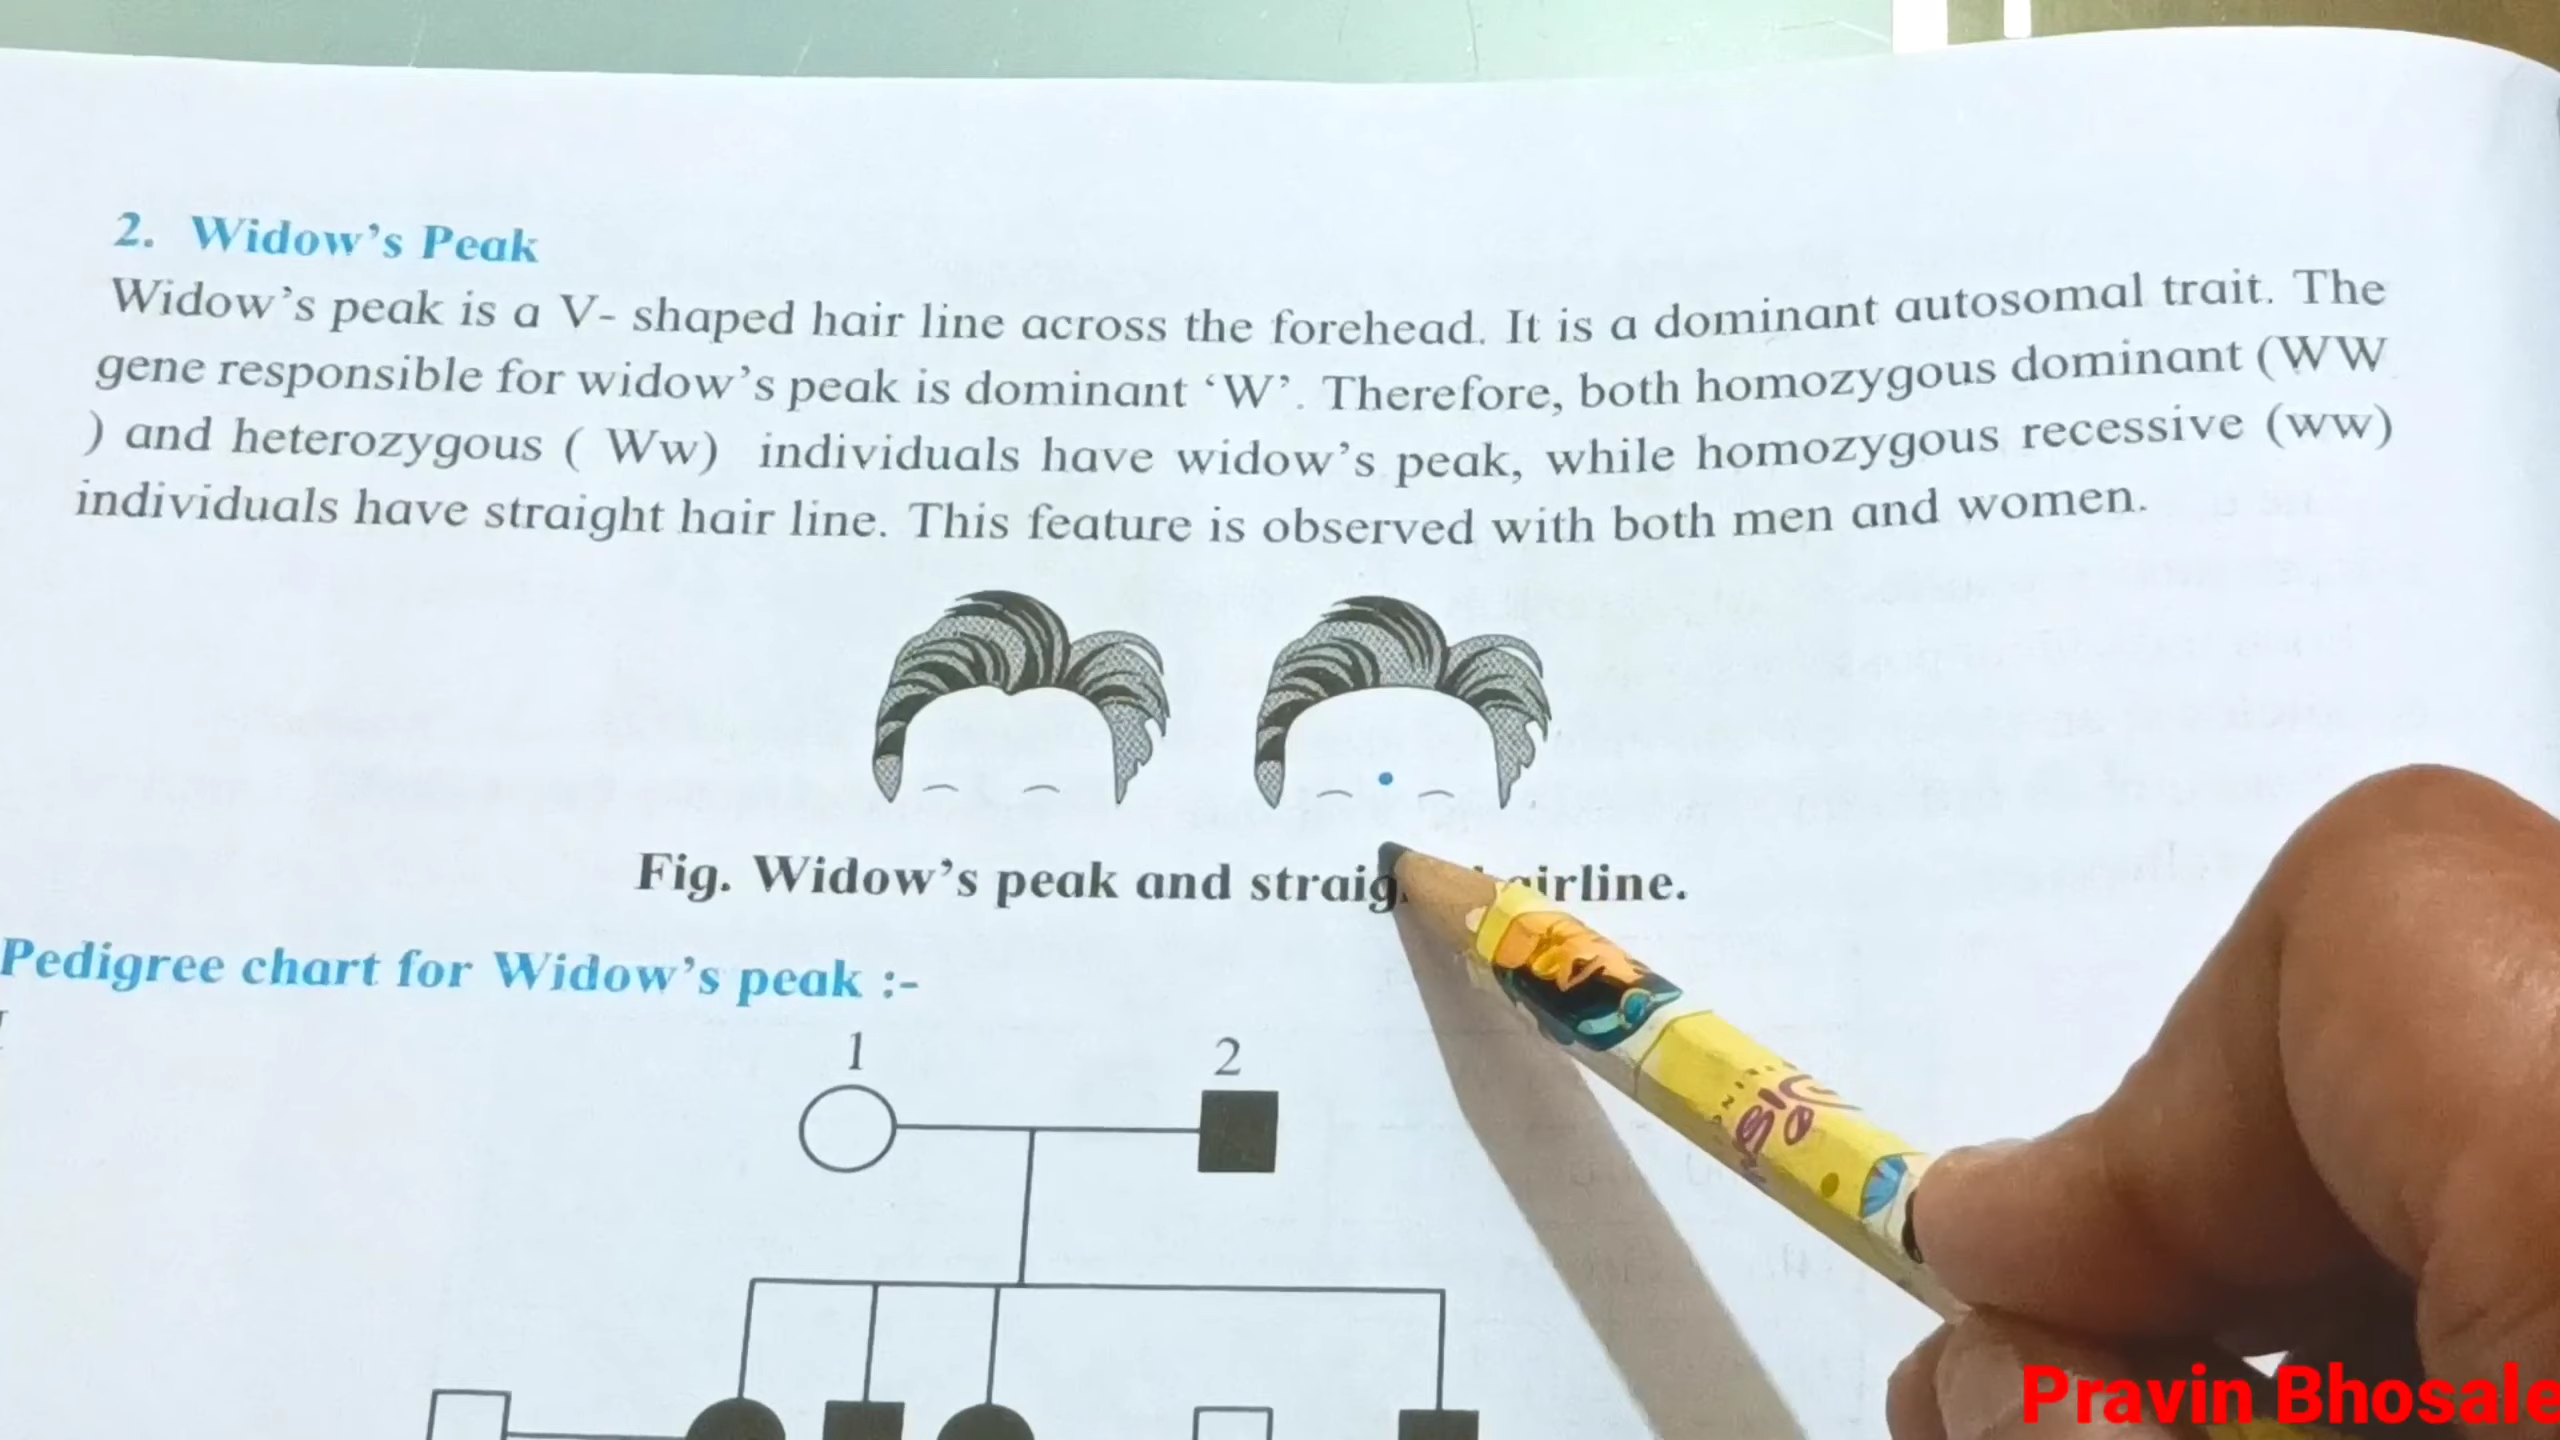 2. Widow's Peak
Widow's peak is a V- shaped hair line across the forehead. It is a dominant autosomal trait. The
gene responsible for widow's peak is dominant ‘W’. Therefore, both homozygous dominant (WW
) and heterozygous ( Ww) individuals have widow's peak, while homozygous recessive (ww)
individuals have straight hair line. This feature is observed with both men and women.
Fig. Widow's peak and
Pedigree chart for Widow's peak :-
1 2
Pravin Bhosale